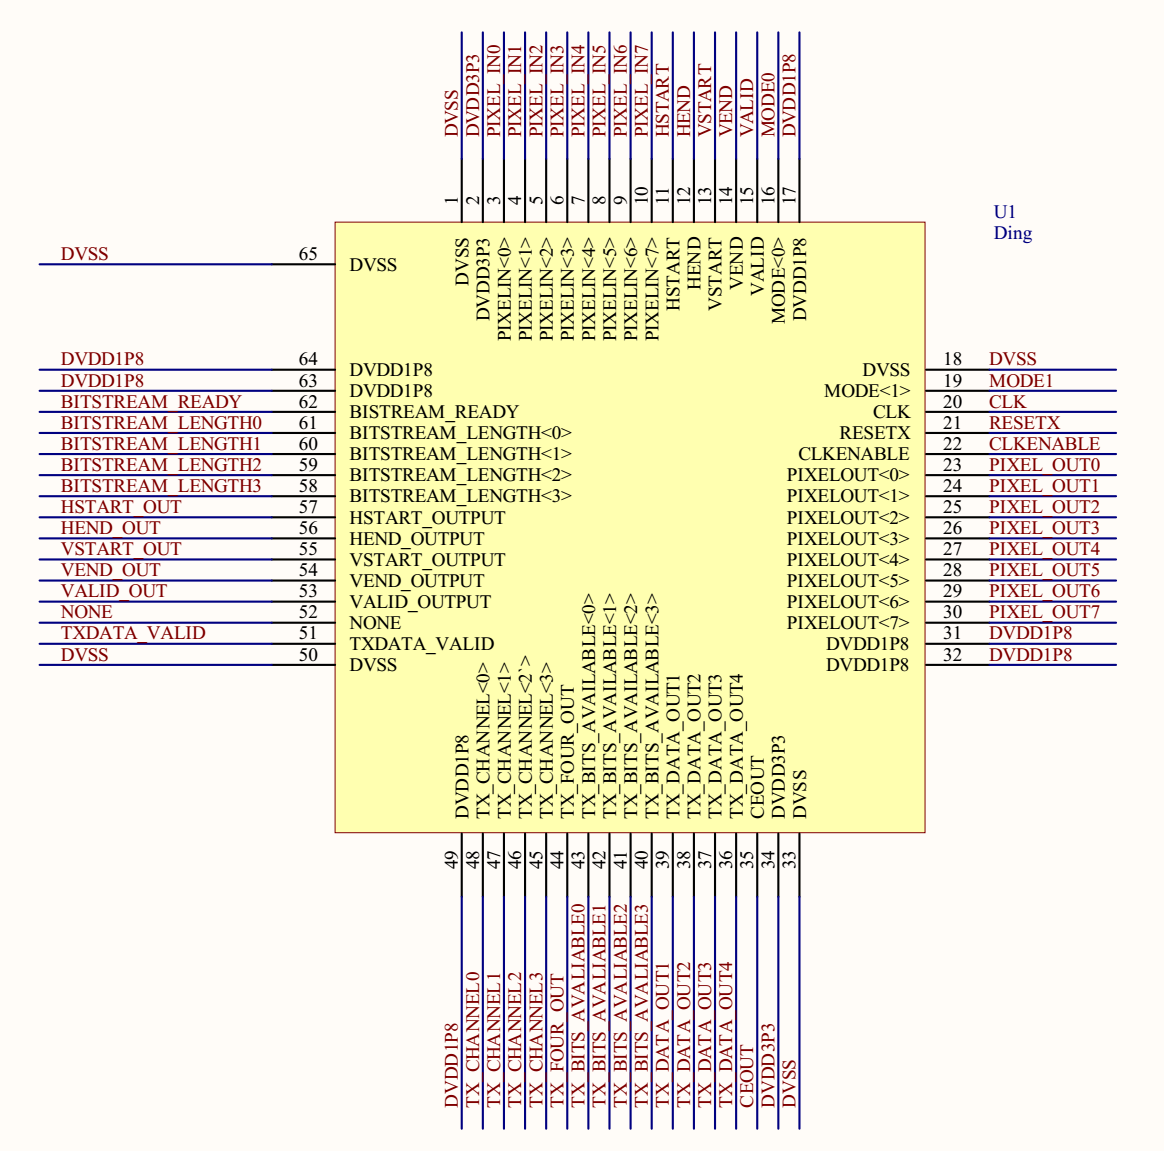 DVSS
DVDD3P3
PIXEL_IN0
PIXEL_IN1
PIXEL_IN2
PIXEL_IN3
PIXEL_IN4
PIXEL_IN5
PIXEL_IN6
PIXEL_IN7
HSTART
HEND
VSTART
VEND
VALID
MODE0
DVDD1P8
1
2
3
4
5
6
7
8
9
10
11
12
13
14
15
16
17
U1
Ding
DVSS
DVDD3P3
PIXELIN<0>
PIXELIN<1>
PIXELIN<2>
PIXELIN<3>
PIXELIN<4>
PIXELIN<5>
PIXELIN<6>
PIXELIN<7>
HSTART
HEND
VSTART
VEND
VALID
MODE<0>
DVDD1P8
DVSS 65 DVSS
DVDD1P8 64 DVDD1P8
DVDD1P8 63 DVDD1P8
BITSTREAM_READY 62 BISTREAM_READY
BITSTREAM_LENGTH0 61 BITSTREAM_LENGTH<0>
BITSTREAM_LENGTH1 60 BITSTREAM_LENGTH<1>
BITSTREAM_LENGTH2 59 BITSTREAM_LENGTH<2>
BITSTREAM_LENGTH3 58 BITSTREAM_LENGTH<3>
HSTART_OUT 57 HSTART_OUTPUT
HEND_OUT 56 HEND_OUTPUT
VSTART_OUT 55 VSTART_OUTPUT
VEND_OUT 54 VEND_OUTPUT
VALID_OUT 53 VALID_OUTPUT
NONE 52 NONE
TXDATA_VALID 51 TXDATA_VALID
DVSS 50 DVSS
DVSS 18 DVSS
MODE<1> 19 MODE1
CLK 20 CLK
RESETX 21 RESETX
CLKENABLE 22 CLKENABLE
PIXELOUT<0> 23 PIXEL_OUT0
PIXELOUT<1> 24 PIXEL_OUT1
PIXELOUT<2> 25 PIXEL_OUT2
PIXELOUT<3> 26 PIXEL_OUT3
PIXELOUT<4> 27 PIXEL_OUT4
PIXELOUT<5> 28 PIXEL_OUT5
PIXELOUT<6> 29 PIXEL_OUT6
PIXELOUT<7> 30 PIXEL_OUT7
DVDD1P8 31 DVDD1P8
DVDD1P8 32 DVDD1P8
DVDD1P8
TX_CHANNEL<0>
TX_CHANNEL<1>
TX_CHANNEL<2`>
TX_CHANNEL<3>
TX_FOUR_OUT
TX_BITS_AVAILABLE<0>
TX_BITS_AVAILABLE<1>
TX_BITS_AVAILABLE<2>
TX_BITS_AVAILABLE<3>
TX_DATA_OUT1
TX_DATA_OUT2
TX_DATA_OUT3
TX_DATA_OUT4
CEOUT
DVDD3P3
DVSS
49
48
47
46
45
44
43
42
41
40
39
38
37
36
35
34
33
DVDD1P8
TX_CHANNEL0
TX_CHANNEL1
TX_CHANNEL2
TX_CHANNEL3
TX_FOUR_OUT
TX_BITS_AVALIABLE0
TX_BITS_AVALIABLE1
TX_BITS_AVALIABLE2
TX_BITS_AVALIABLE3
TX_DATA_OUT1
TX_DATA_OUT2
TX_DATA_OUT3
TX_DATA_OUT4
CEOUT
DVDD3P3
DVSS